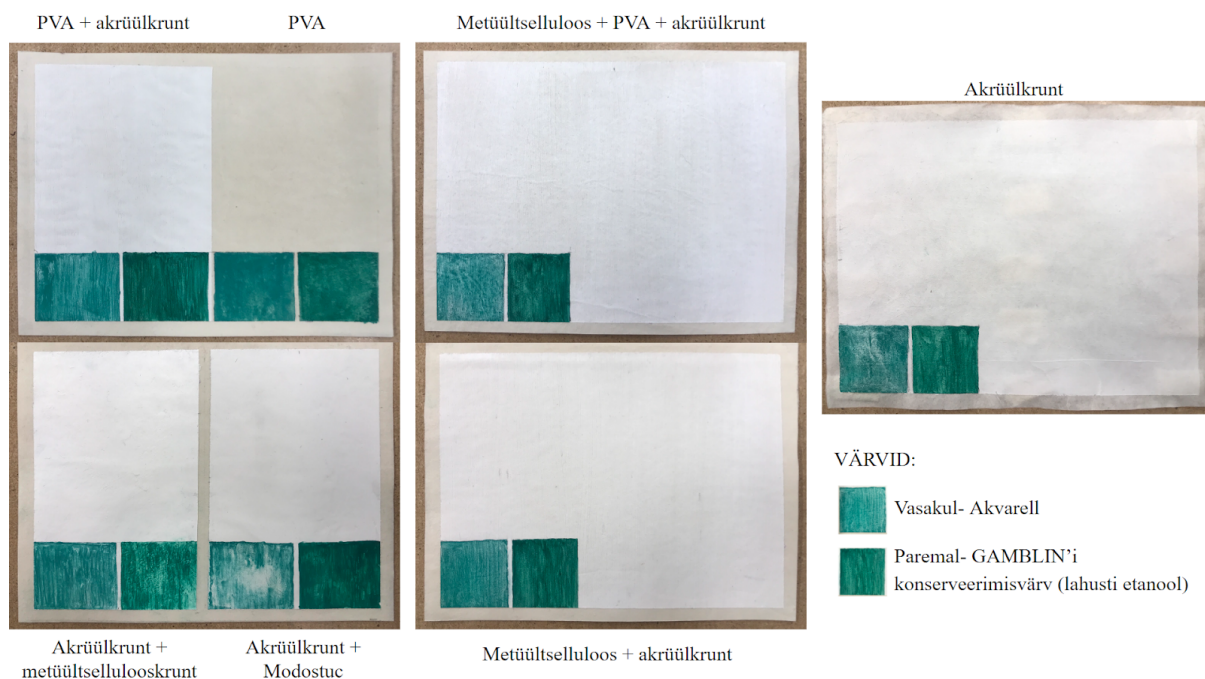 PVA + akrüülkrunt
PVA
Metüültselluloos + PVA + akrüülkrunt
Akrüülkrunt
VÄRVID:
Vasakul- Akvarell
Paremal- GAMBLIN’i
konserveerimisvärv (lahusti etanool)
Akrüülkrunt +
metüültsellulooskrunt
Akrüülkrunt +
Modostuc
Metüültselluloos + akrüülkrunt